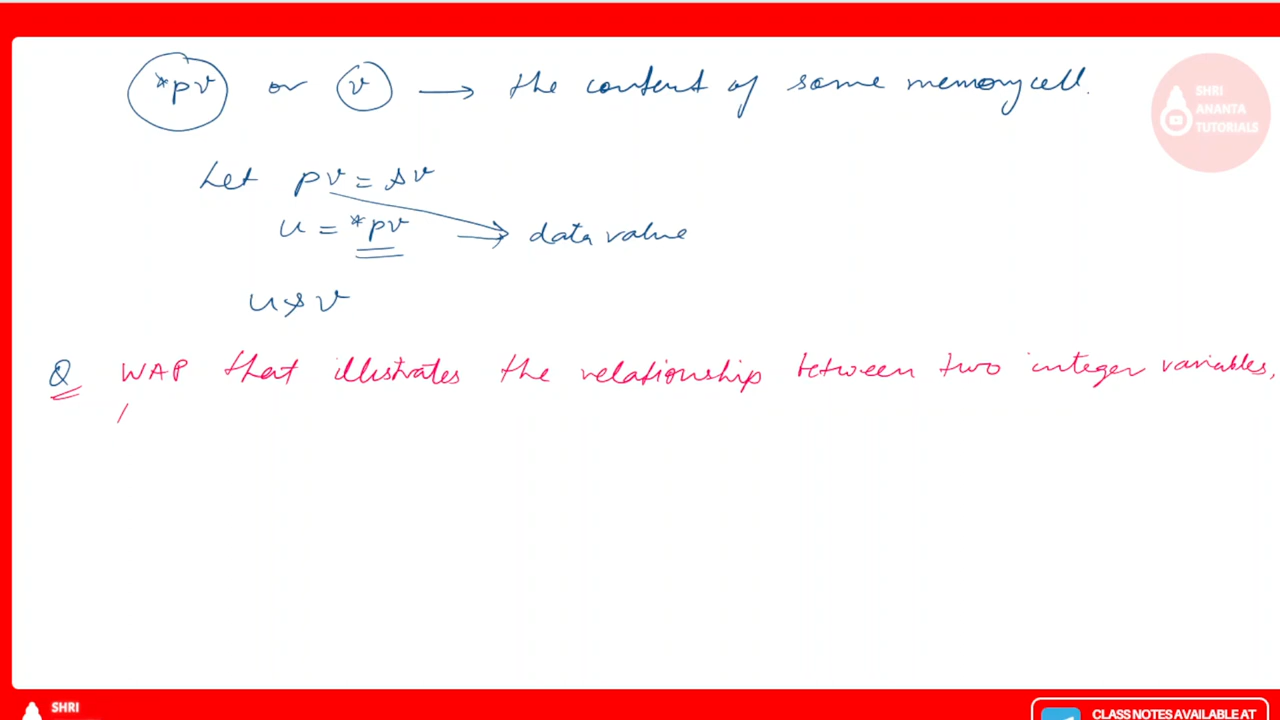 *pv or v → the content of some memory cell.
SHRI
ANANTA
TUTORIALS
Let pv = &v
u = *pv → data value
u & v
Q WAP that illustrates the relationship between two integer variables,
SHRI
CLASS NOTES AVAILABLE AT